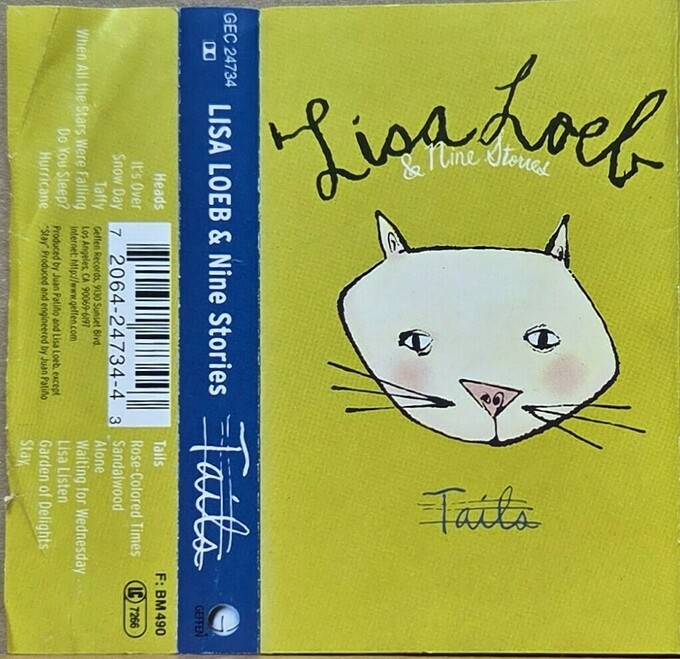 Lisa Loeb
& Nine Stories
Tails
GEC 24734
LISA LOEB & Nine Stories
Tails
GEFFEN
Heads
It's Over
Snow Day
Taffy
When All the Stars Were Falling
Do You Sleep?
Hurricane
7 2064-24734-4 3
Geffen Records, 9130 Sunset Blvd.
Los Angeles, CA 90069-6197
Internet: http://www.geffen.com
Produced by Juan Patiño and Lisa Loeb, except
"Stay" Produced and engineered by Juan Patiño
Tails
Rose-Colored Times
Sandalwood
Alone
Waiting for Wednesday
Lisa Listen
Garden of Delights
Stay
F: BM 490
LC 7266